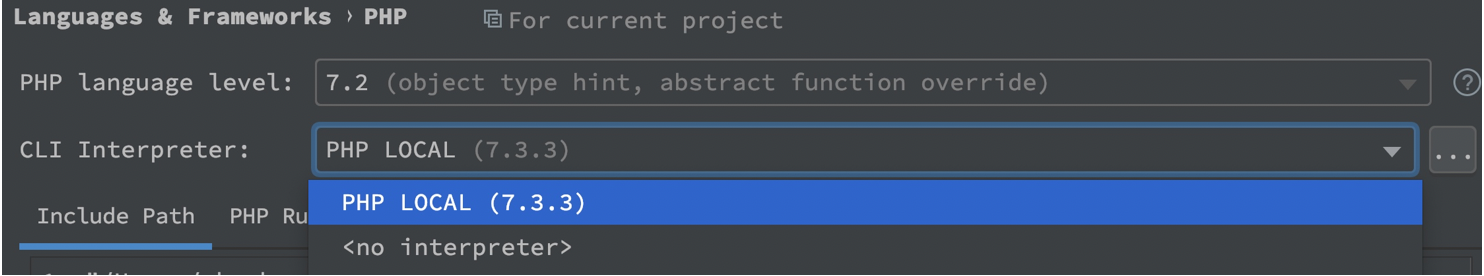 Languages & Frameworks › PHP For current project
PHP language level: 7.2 (object type hint, abstract function override) ?
CLI Interpreter: PHP LOCAL (7.3.3) ...
PHP LOCAL (7.3.3)
Include Path PHP Ru
<no interpreter>